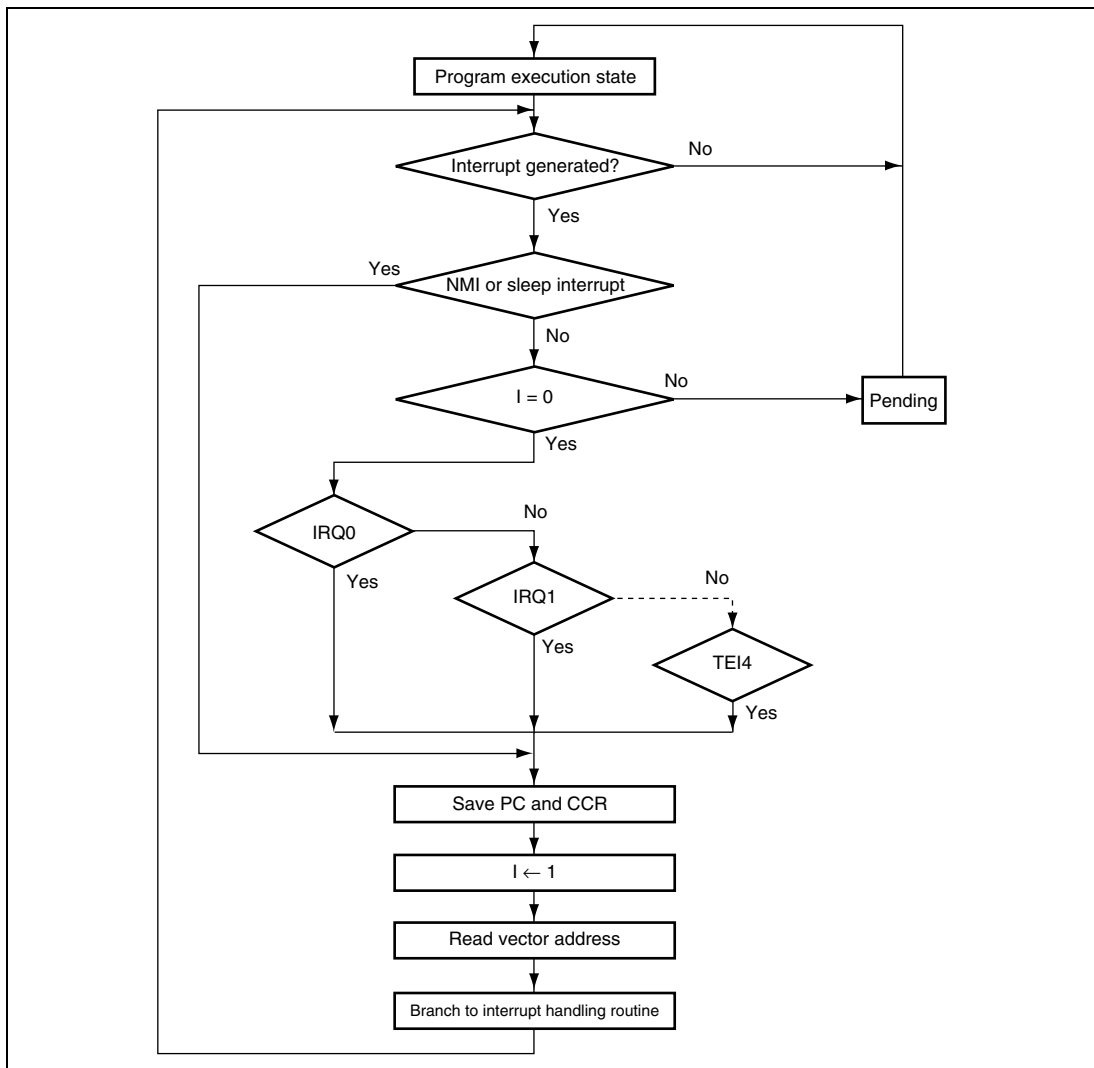 Program execution state
Interrupt generated?
No
Yes
Yes
NMI or sleep interrupt
No
I = 0
No
Pending
Yes
IRQ0
No
Yes
IRQ1
No
Yes
TEI4
Yes
Save PC and CCR
I ← 1
Read vector address
Branch to interrupt handling routine